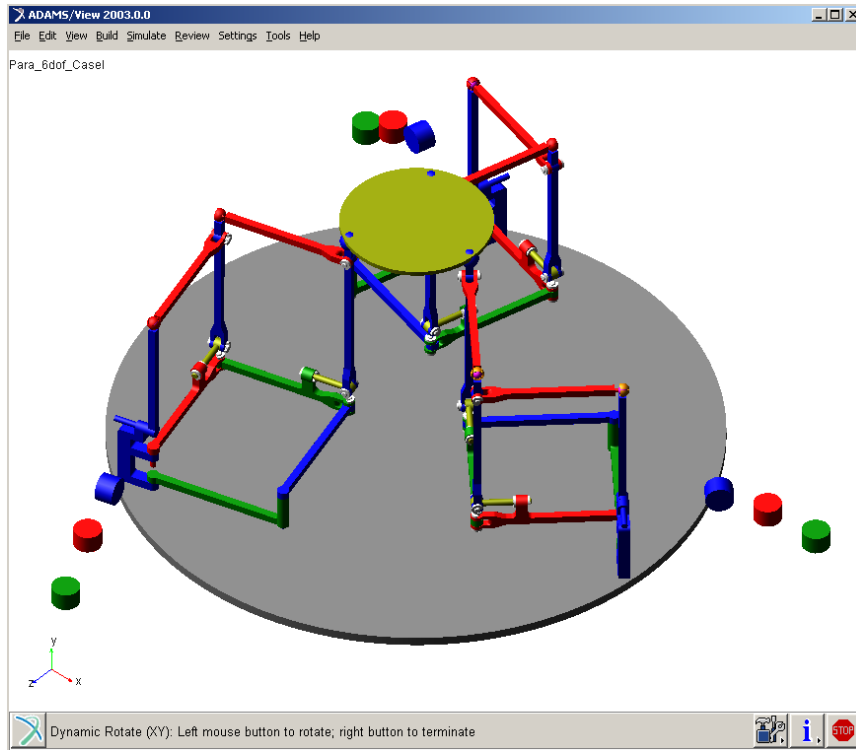 ADAMS/View 2003.0.0
File Edit View Build Simulate Review Settings Tools Help
Para_6dof_CaseI
y
z
x
Dynamic Rotate (XY): Left mouse button to rotate; right button to terminate
i
STOP